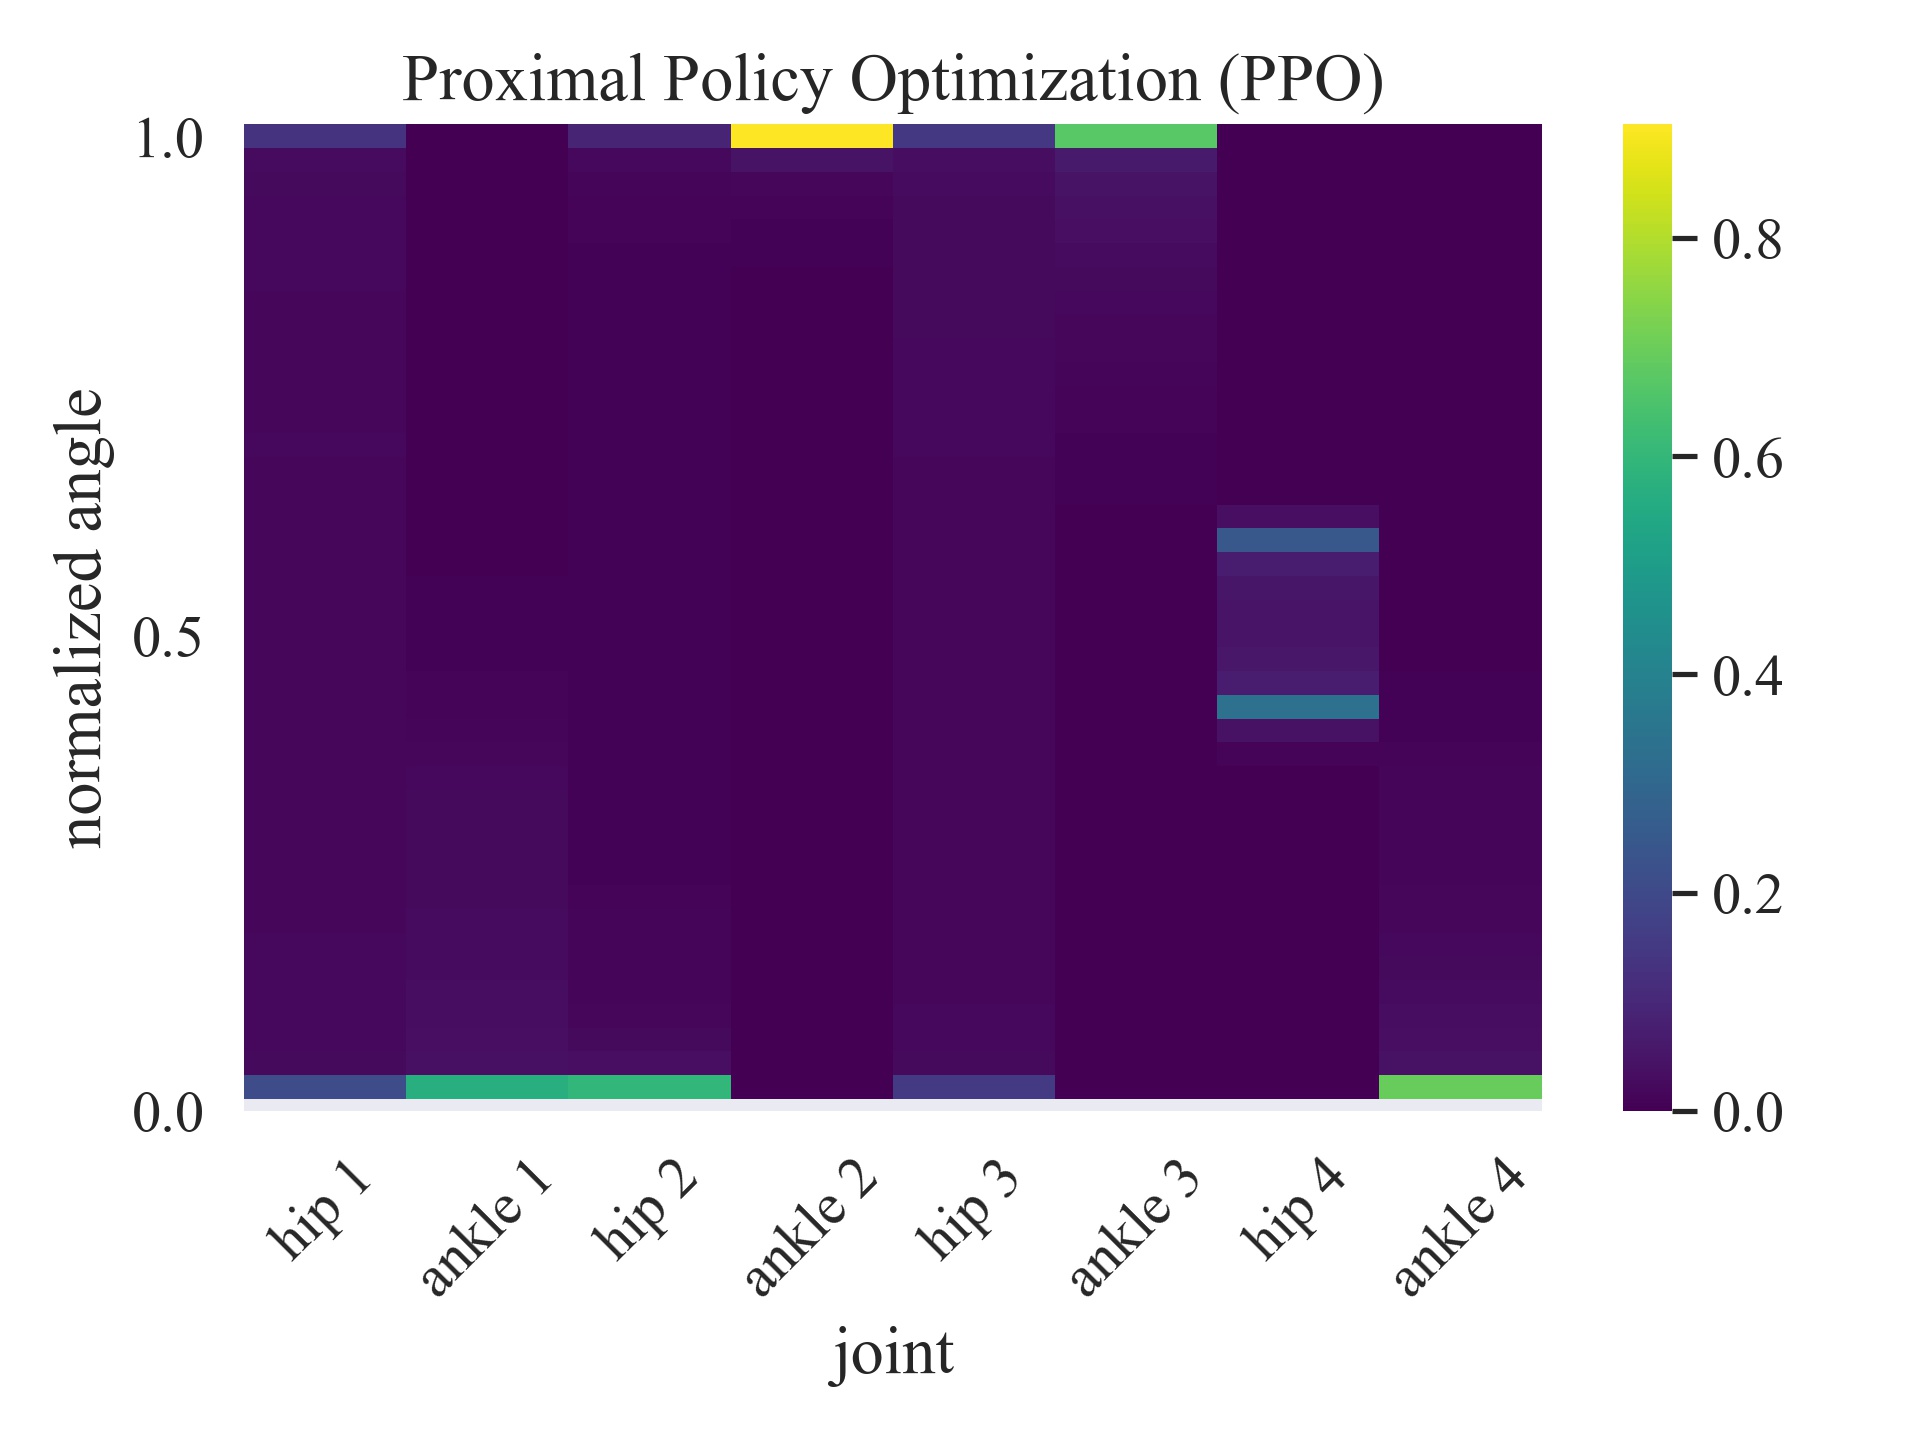 Proximal Policy Optimization (PPO)
normalized angle
1.0
0.5
0.0
hip 1
ankle 1
hip 2
ankle 2
hip 3
ankle 3
hip 4
ankle 4
joint
0.8
0.6
0.4
0.2
0.0